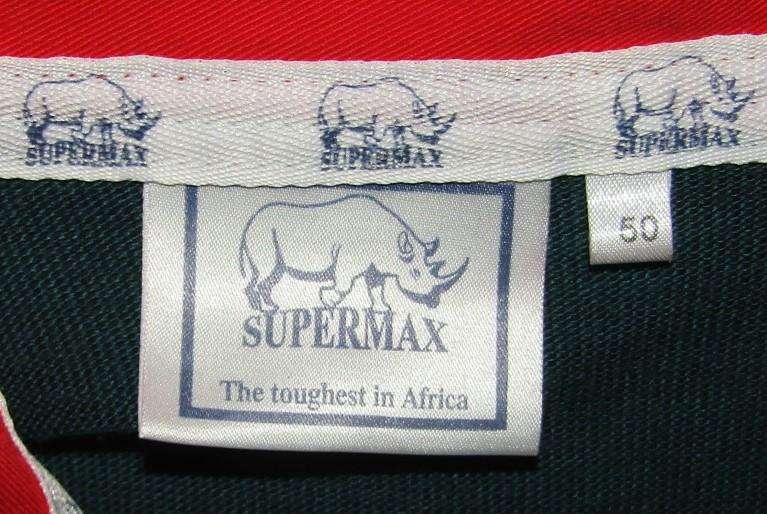 SUPERMAX SUPERMAX SUPERMAX
50
SUPERMAX
The toughest in Africa